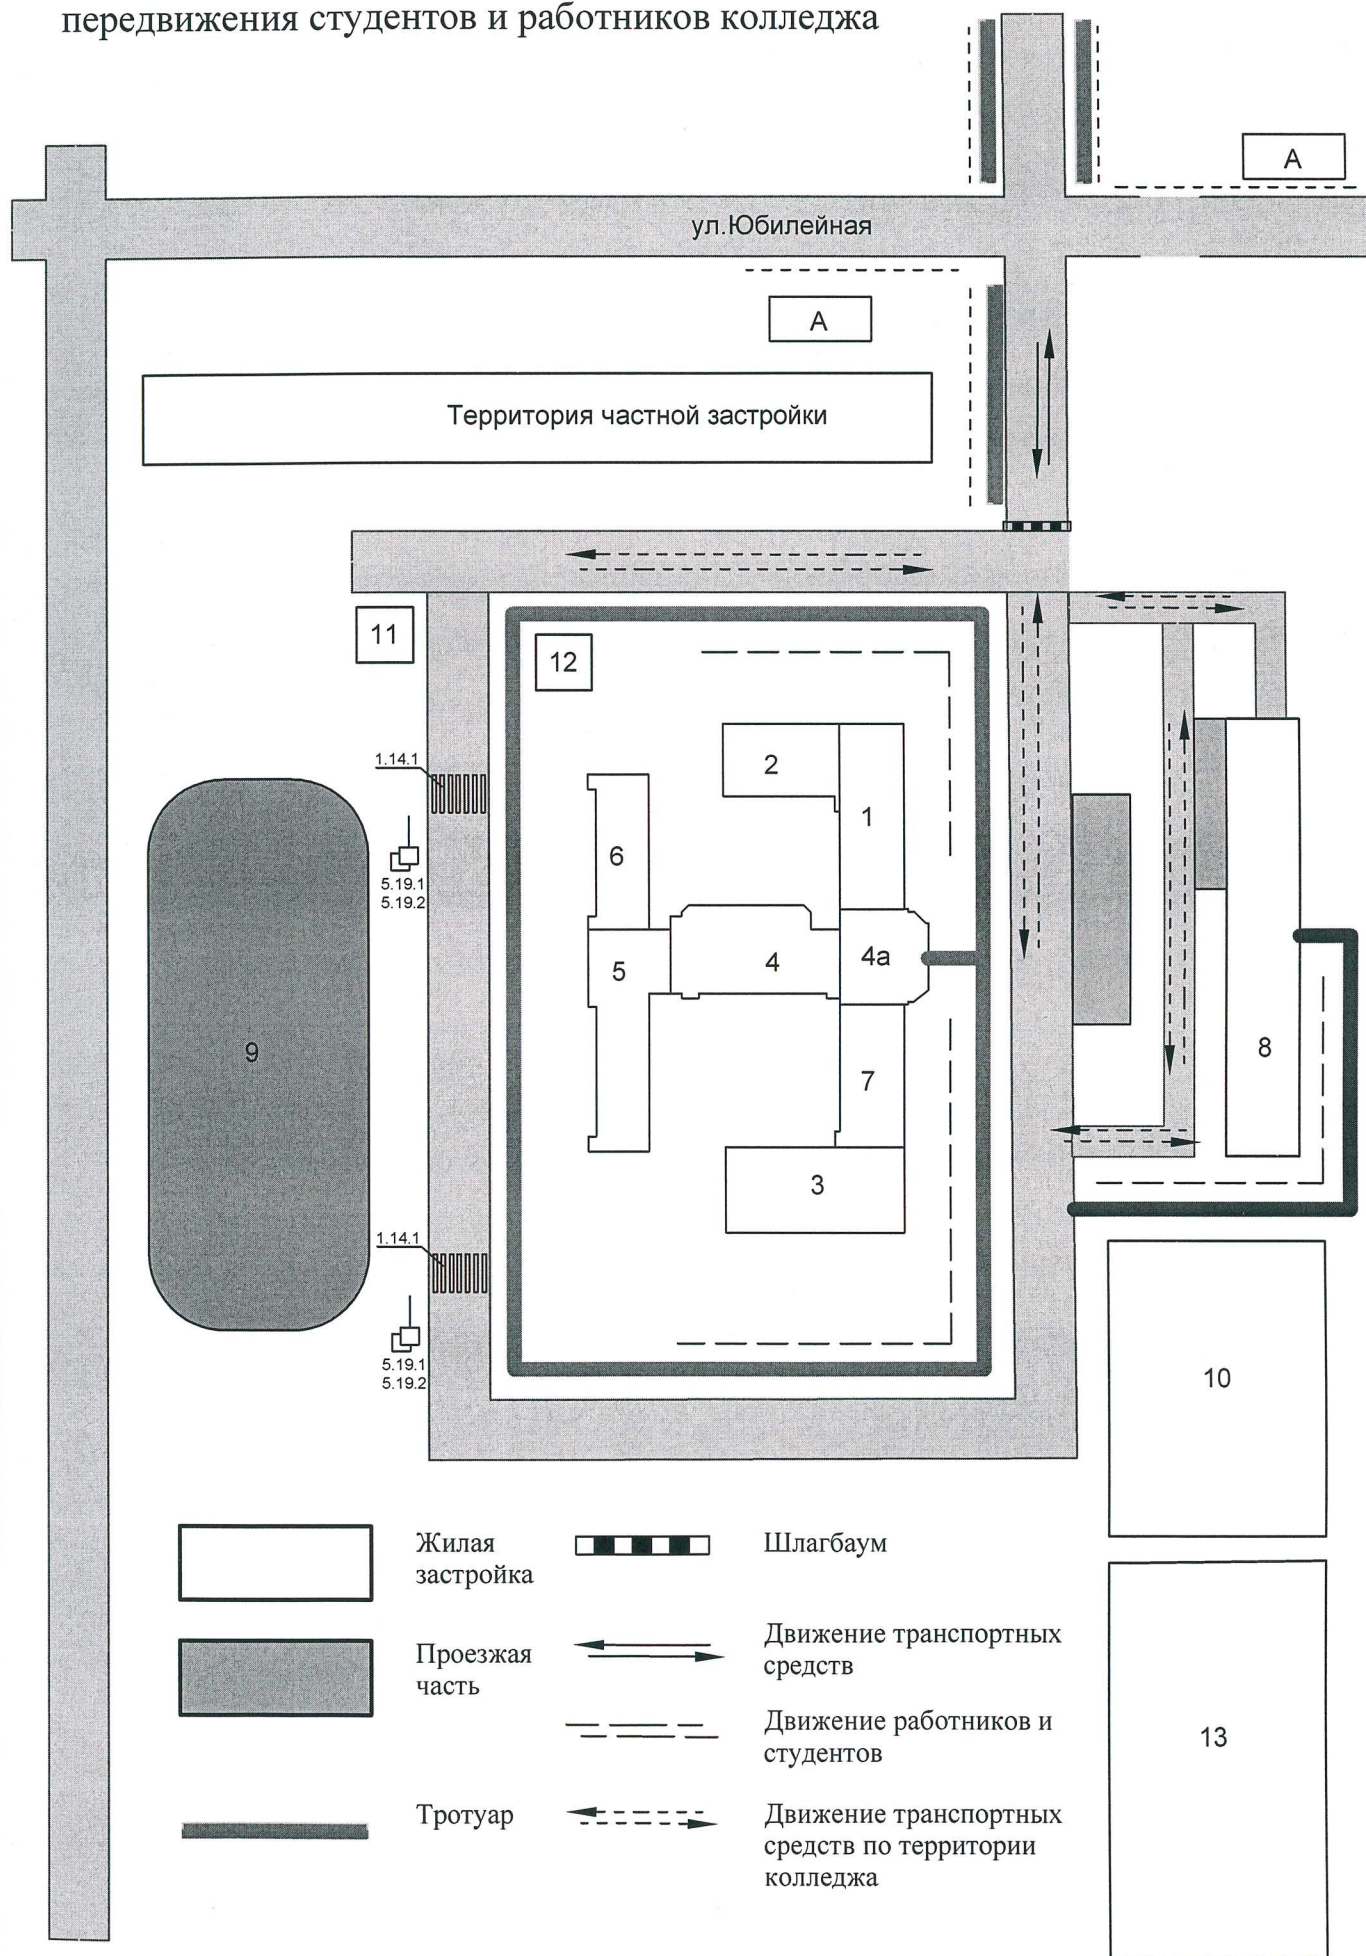 передвижения студентов и работников колледжа
А
ул.Юбилейная
А
Территория частной застройки
11
12
1.14.1
2
1
6
5.19.1
5.19.2
5
4
4а
9
8
7
3
1.14.1
5.19.1
5.19.2
10
Жилая
застройка
Шлагбаум
Проезжая
часть
Движение транспортных
средств
Движение работников и
студентов
13
Тротуар
Движение транспортных
средств по территории
колледжа